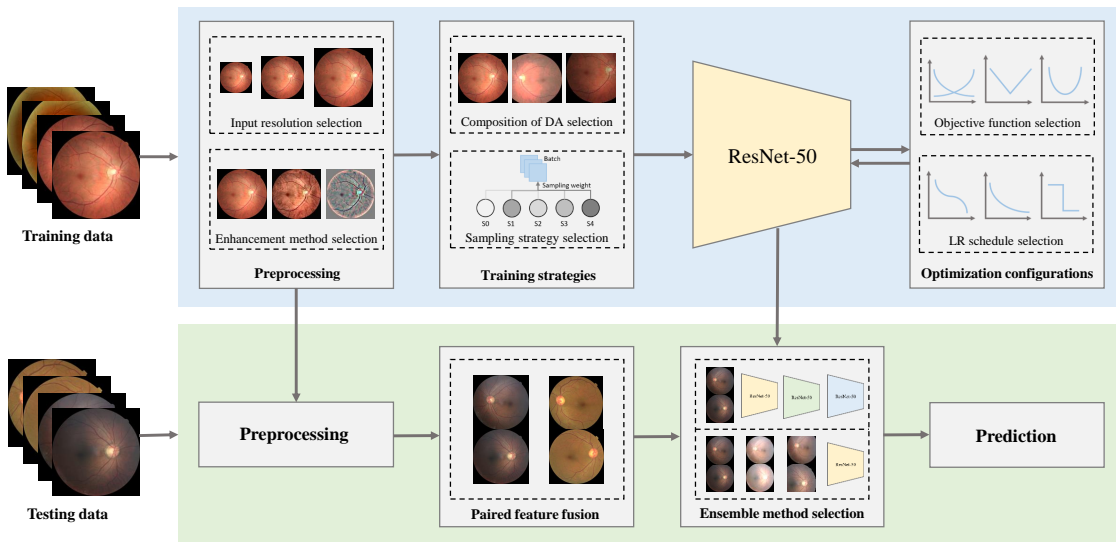 Input resolution selection
Enhancement method selection
Preprocessing
Composition of DA selection
Batch
Sampling weight
S0 S1 S2 S3 S4
Sampling strategy selection
Training strategies
ResNet-50
Objective function selection
LR schedule selection
Optimization configurations
Training data
Testing data
Preprocessing
Paired feature fusion
ResNet-50 ResNet-50 ResNet-50
ResNet-50
Ensemble method selection
Prediction